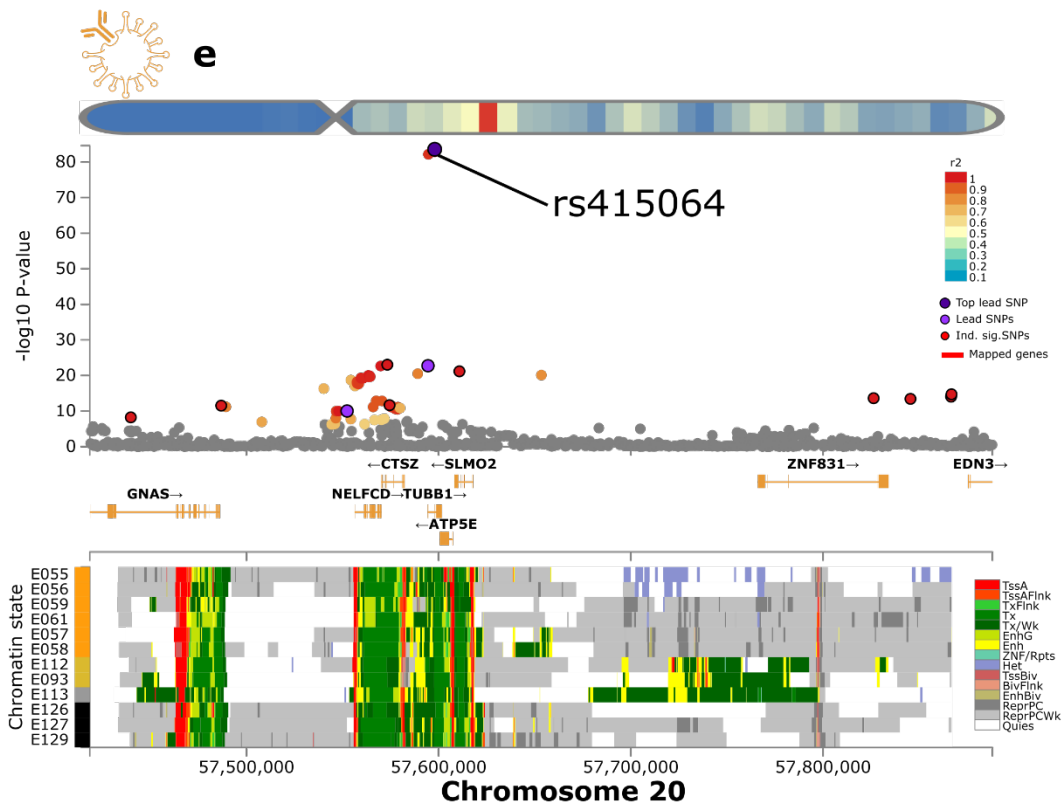 e
80
70
60
50
40
30
20
10
0
-log10 P-value
rs415064
r2
1
0.9
0.8
0.7
0.6
0.5
0.4
0.3
0.2
0.1
Top lead SNP
Lead SNPs
Ind. sig.SNPs
Mapped genes
←CTSZ ←SLMO2 ZNF831→ EDN3→
GNAS→ NELFCD→ TUBB1→
←ATP5E
Chromatin state
E055
E056
E059
E061
E057
E058
E112
E093
E113
E126
E127
E129
TssA
TssAFlnk
TxFlnk
Tx
Tx/Wk
EnhG
Enh
ZNF/Rpts
Het
TssBiv
BivFlnk
EnhBiv
ReprPC
ReprPCWk
Quies
57,500,000 57,600,000 57,700,000 57,800,000
Chromosome 20